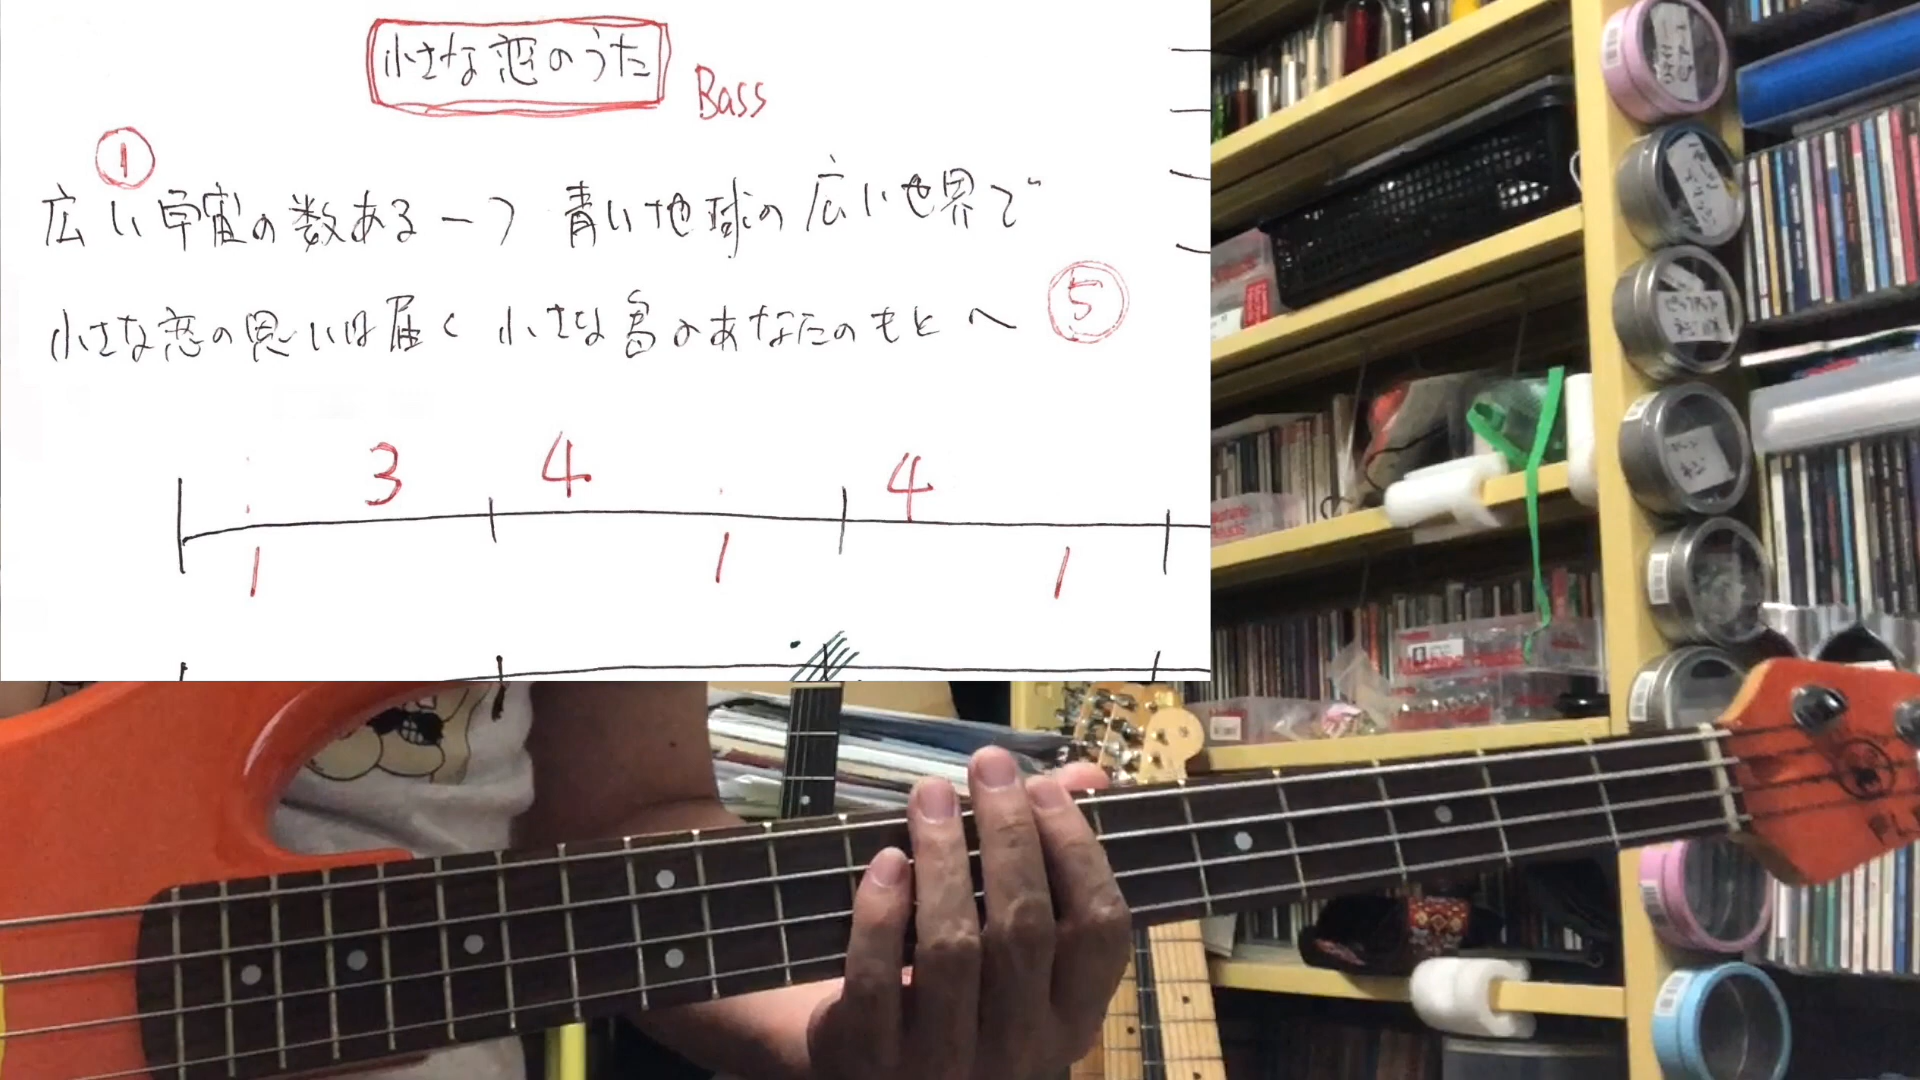 小さな恋のうた
Bass
①
広い宇宙の数ある一つ 青い地球の広い世界で
小さな恋の思いは届く 小さな島のあなたのもとへ ⑤
3 4 4
1 1 1